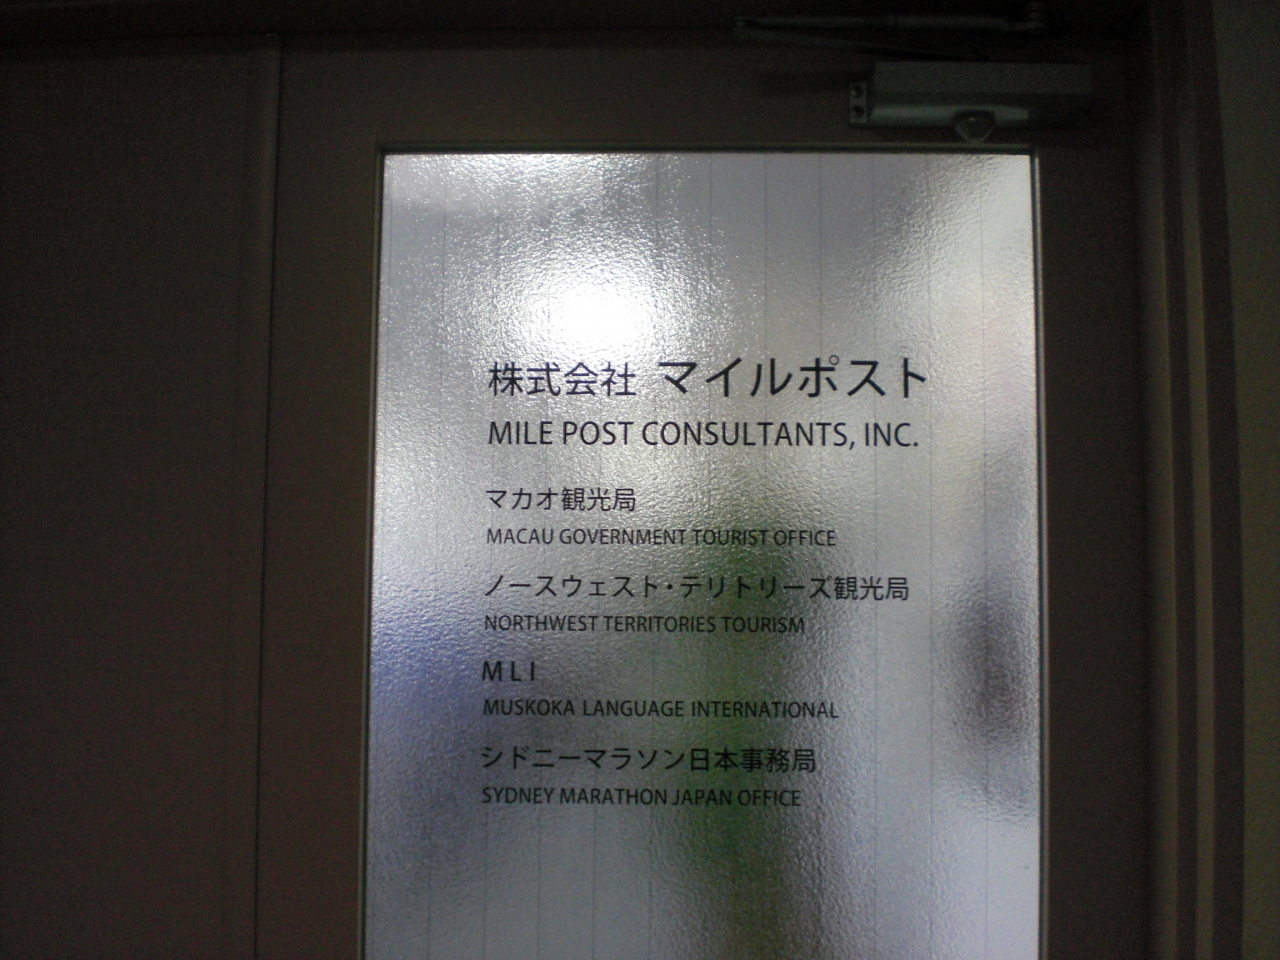 株式会社 マイルポスト
MILE POST CONSULTANTS, INC.
マカオ観光局
MACAU GOVERNMENT TOURIST OFFICE
ノースウェスト・テリトリーズ観光局
NORTHWEST TERRITORIES TOURISM
MLI
MUSKOKA LANGUAGE INTERNATIONAL
シドニーマラソン日本事務局
SYDNEY MARATHON JAPAN OFFICE